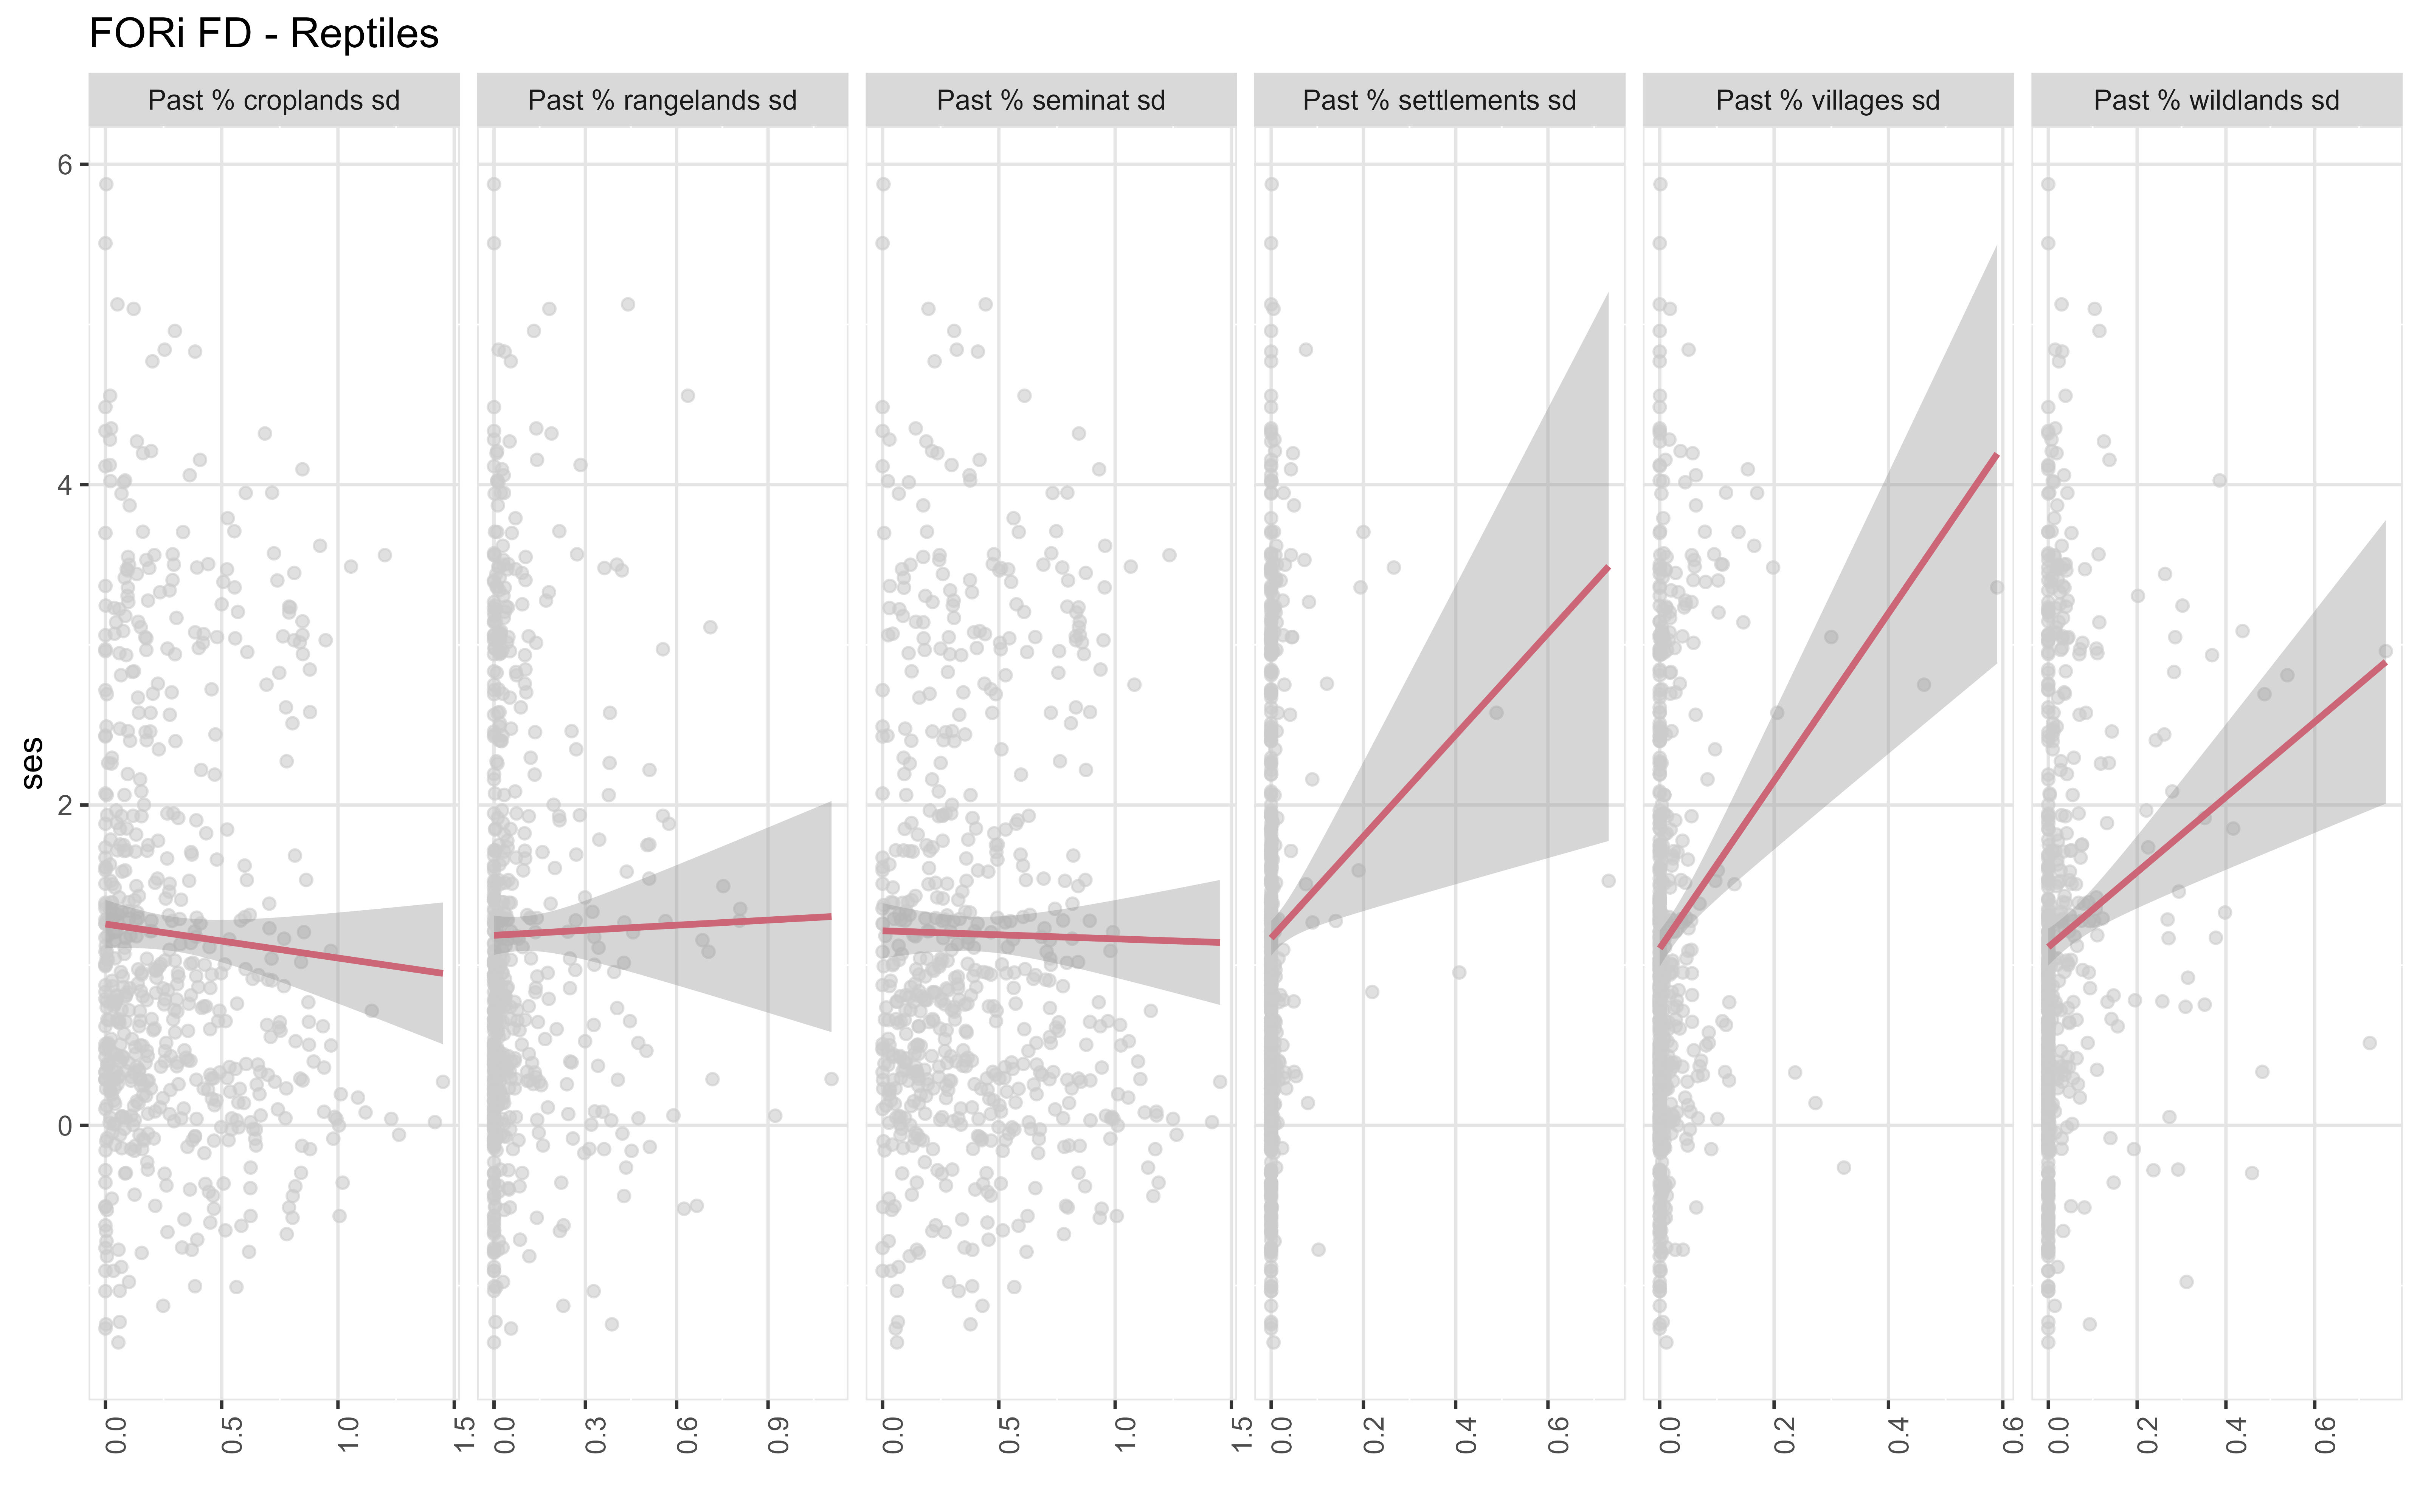 FORi FD - Reptiles
Past % croplands sd
Past % rangelands sd
Past % seminat sd
Past % settlements sd
Past % villages sd
Past % wildlands sd
ses
6
4
2
0
0.0 0.5 1.0 1.5
0.0 0.3 0.6 0.9
0.0 0.5 1.0 1.5
0.0 0.2 0.4 0.6
0.0 0.2 0.4 0.6
0.0 0.2 0.4 0.6